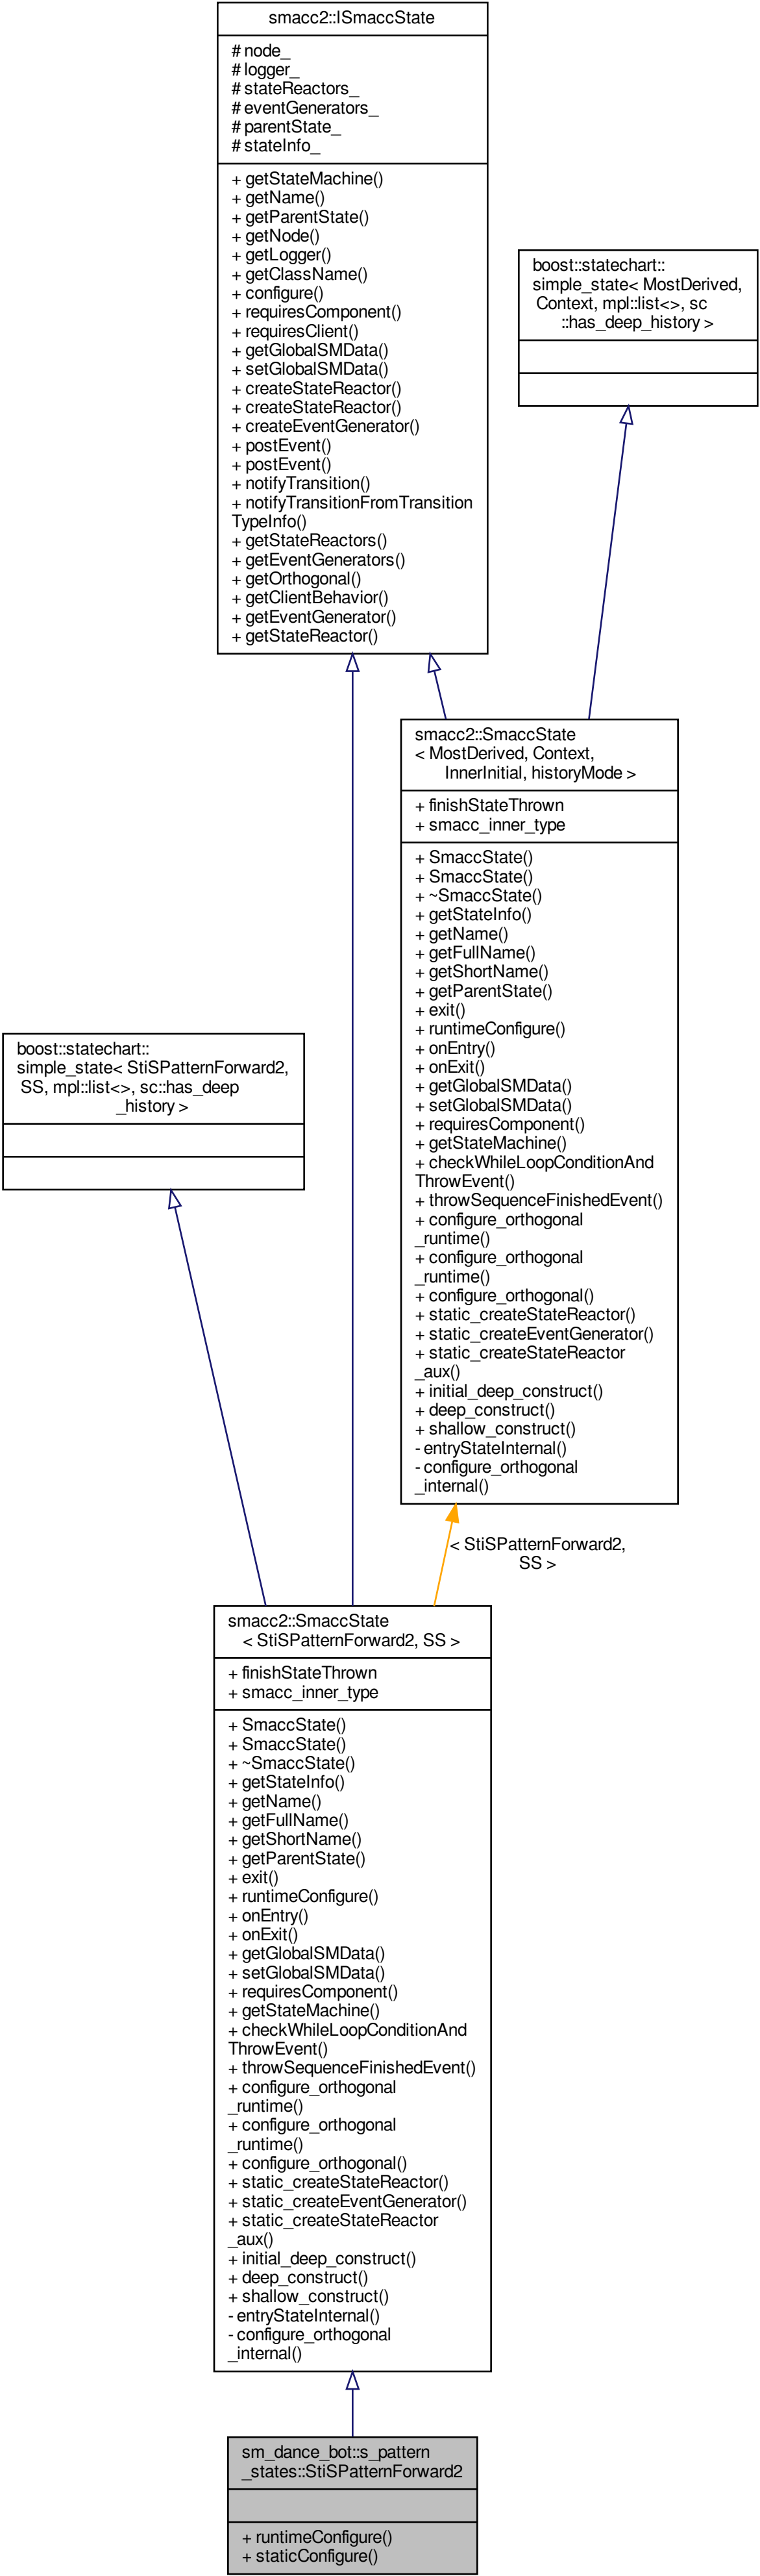 smacc2::ISmaccState
# node_
# logger_
# stateReactors_
# eventGenerators_
# parentState_
# stateInfo_
+ getStateMachine()
+ getName()
+ getParentState()
+ getNode()
+ getLogger()
+ getClassName()
+ configure()
+ requiresComponent()
+ requiresClient()
+ getGlobalSMData()
+ setGlobalSMData()
+ createStateReactor()
+ createStateReactor()
+ createEventGenerator()
+ postEvent()
+ postEvent()
+ notifyTransition()
+ notifyTransitionFromTransition
TypeInfo()
+ getStateReactors()
+ getEventGenerators()
+ getOrthogonal()
+ getClientBehavior()
+ getEventGenerator()
+ getStateReactor()
boost::statechart::
simple_state< MostDerived,
Context, mpl::list<>, sc
::has_deep_history >
smacc2::SmaccState
< MostDerived, Context,
InnerInitial, historyMode >
+ finishStateThrown
+ smacc_inner_type
+ SmaccState()
+ SmaccState()
+ ~SmaccState()
+ getStateInfo()
+ getName()
+ getFullName()
+ getShortName()
+ getParentState()
+ exit()
+ runtimeConfigure()
+ onEntry()
+ onExit()
+ getGlobalSMData()
+ setGlobalSMData()
+ requiresComponent()
+ getStateMachine()
+ checkWhileLoopConditionAnd
ThrowEvent()
+ throwSequenceFinishedEvent()
+ configure_orthogonal
_runtime()
+ configure_orthogonal
_runtime()
+ configure_orthogonal()
+ static_createStateReactor()
+ static_createEventGenerator()
+ static_createStateReactor
_aux()
+ initial_deep_construct()
+ deep_construct()
+ shallow_construct()
- entryStateInternal()
- configure_orthogonal
_internal()
boost::statechart::
simple_state< StiSPatternForward2,
SS, mpl::list<>, sc::has_deep
_history >
< StiSPatternForward2,
SS >
smacc2::SmaccState
< StiSPatternForward2, SS >
+ finishStateThrown
+ smacc_inner_type
+ SmaccState()
+ SmaccState()
+ ~SmaccState()
+ getStateInfo()
+ getName()
+ getFullName()
+ getShortName()
+ getParentState()
+ exit()
+ runtimeConfigure()
+ onEntry()
+ onExit()
+ getGlobalSMData()
+ setGlobalSMData()
+ requiresComponent()
+ getStateMachine()
+ checkWhileLoopConditionAnd
ThrowEvent()
+ throwSequenceFinishedEvent()
+ configure_orthogonal
_runtime()
+ configure_orthogonal
_runtime()
+ configure_orthogonal()
+ static_createStateReactor()
+ static_createEventGenerator()
+ static_createStateReactor
_aux()
+ initial_deep_construct()
+ deep_construct()
+ shallow_construct()
- entryStateInternal()
- configure_orthogonal
_internal()
sm_dance_bot::s_pattern
_states::StiSPatternForward2
+ runtimeConfigure()
+ staticConfigure()